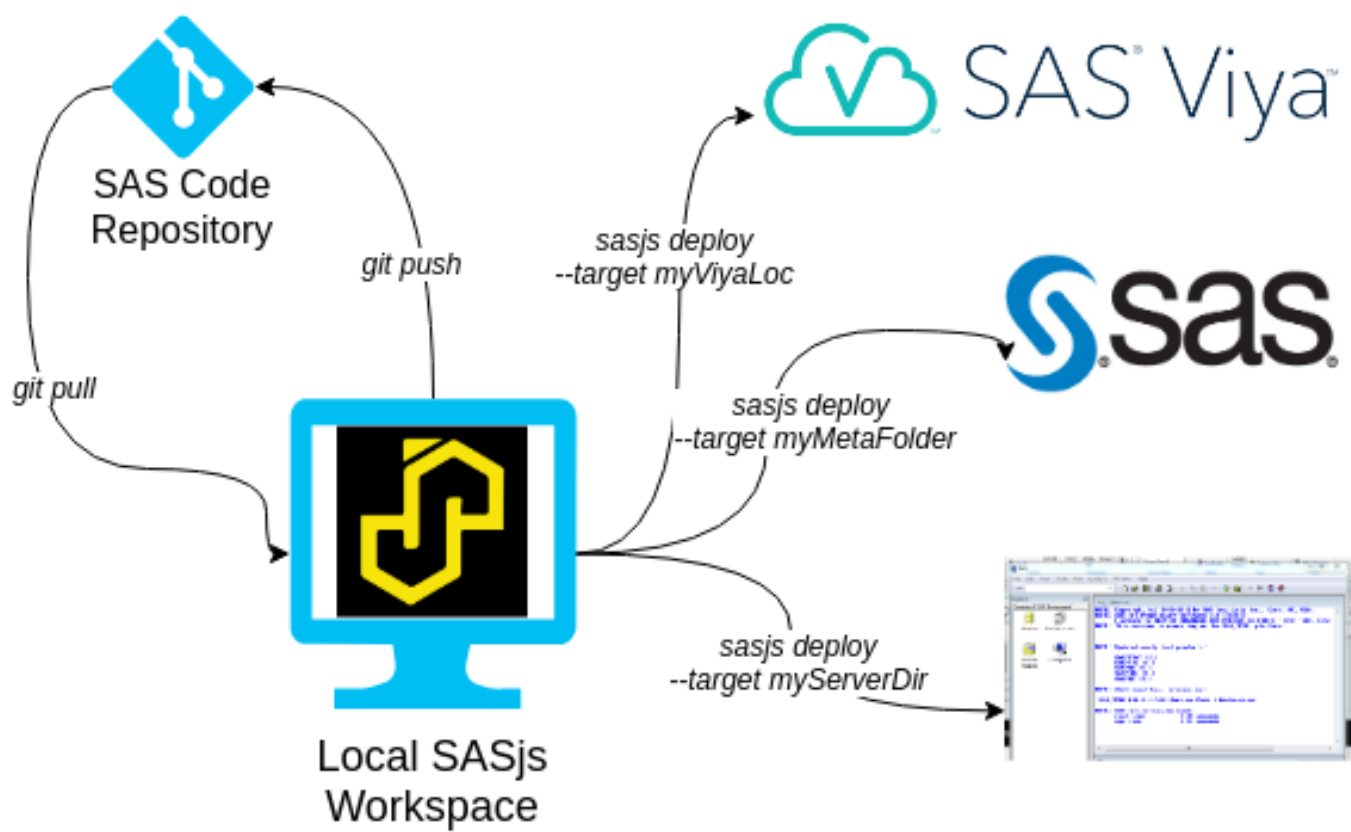 SAS® Viya™
SAS Code
Repository
sasjs deploy
--target myViyaLoc
git push
sas®
git pull
sasjs deploy
--target myMetaFolder
sasjs deploy
--target myServerDir
Local SASjs
Workspace